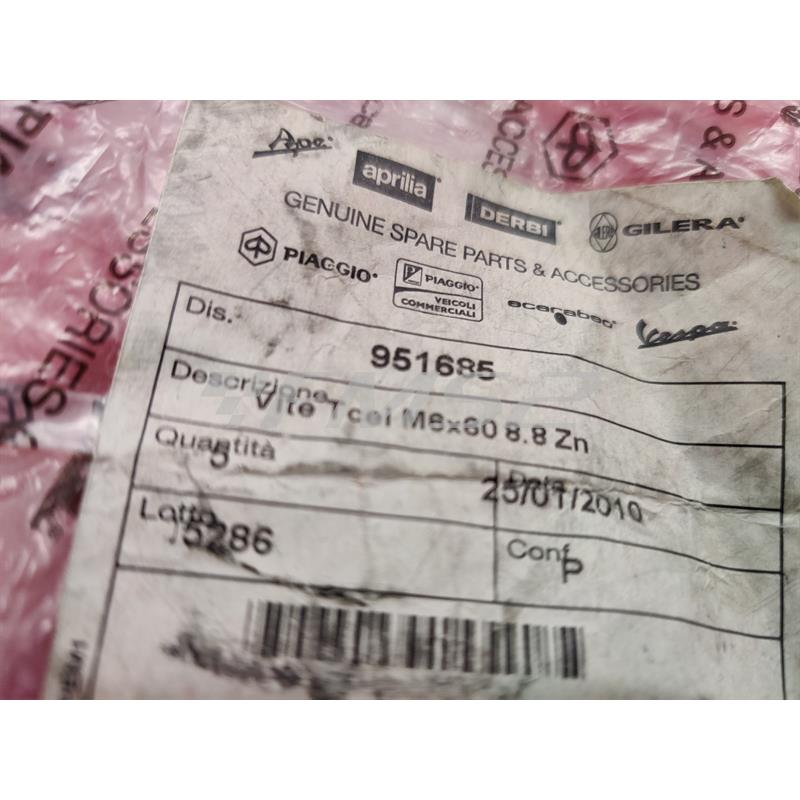 Ape
aprilia
DERBI
GILERA
GENUINE SPARE PARTS & ACCESSORIES
PIAGGIO
PIAGGIO
VEICOLI
COMMERCIALI
scarabeo
Vespa
Dis.
951685
Descrizione
Vite Tcei M6x60 8.8 Zn
Quantità
5
Data
25/01/2010
Lotto
5286
Conf.
P